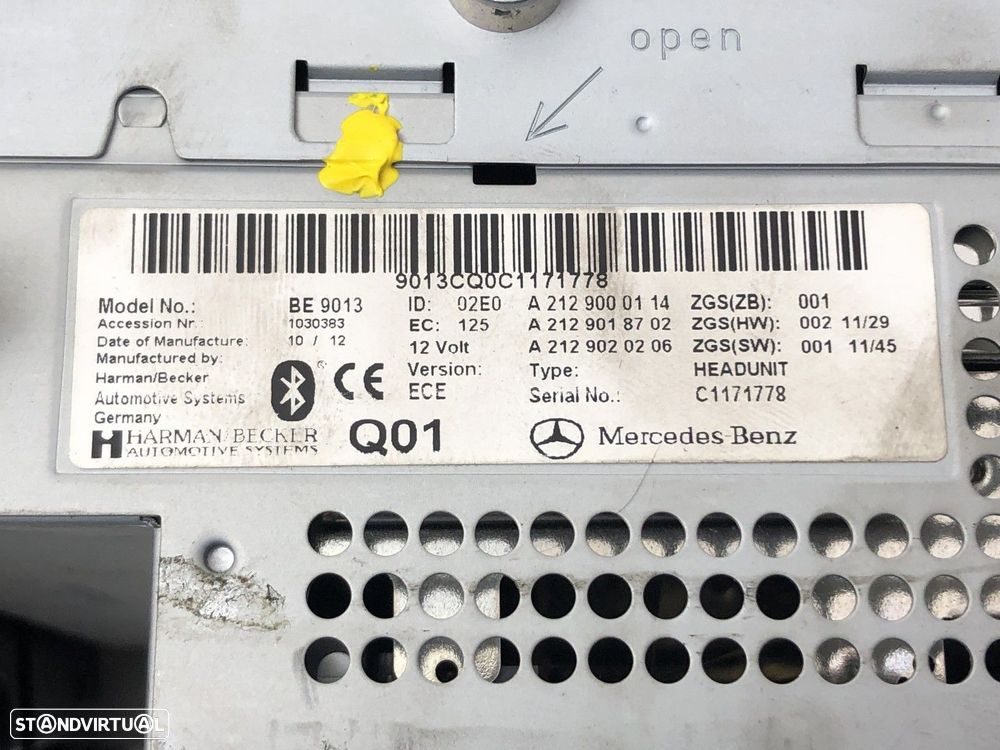 open
9013CQ0C1171778
Model No.: BE 9013 ID: 02E0 A 212 900 01 14 ZGS(ZB): 001
Accession Nr.: 1030383 EC: 125 A 212 901 87 02 ZGS(HW): 002 11/29
Date of Manufacture: 10 / 12 12 Volt A 212 902 02 06 ZGS(SW): 001 11/45
Manufactured by: Version: Type: HEADUNIT
Harman/Becker CE ECE Serial No.: C1171778
Automotive Systems
Germany
HARMAN/BECKER Q01 Mercedes-Benz
AUTOMOTIVE SYSTEMS
STANDVIRTUAL